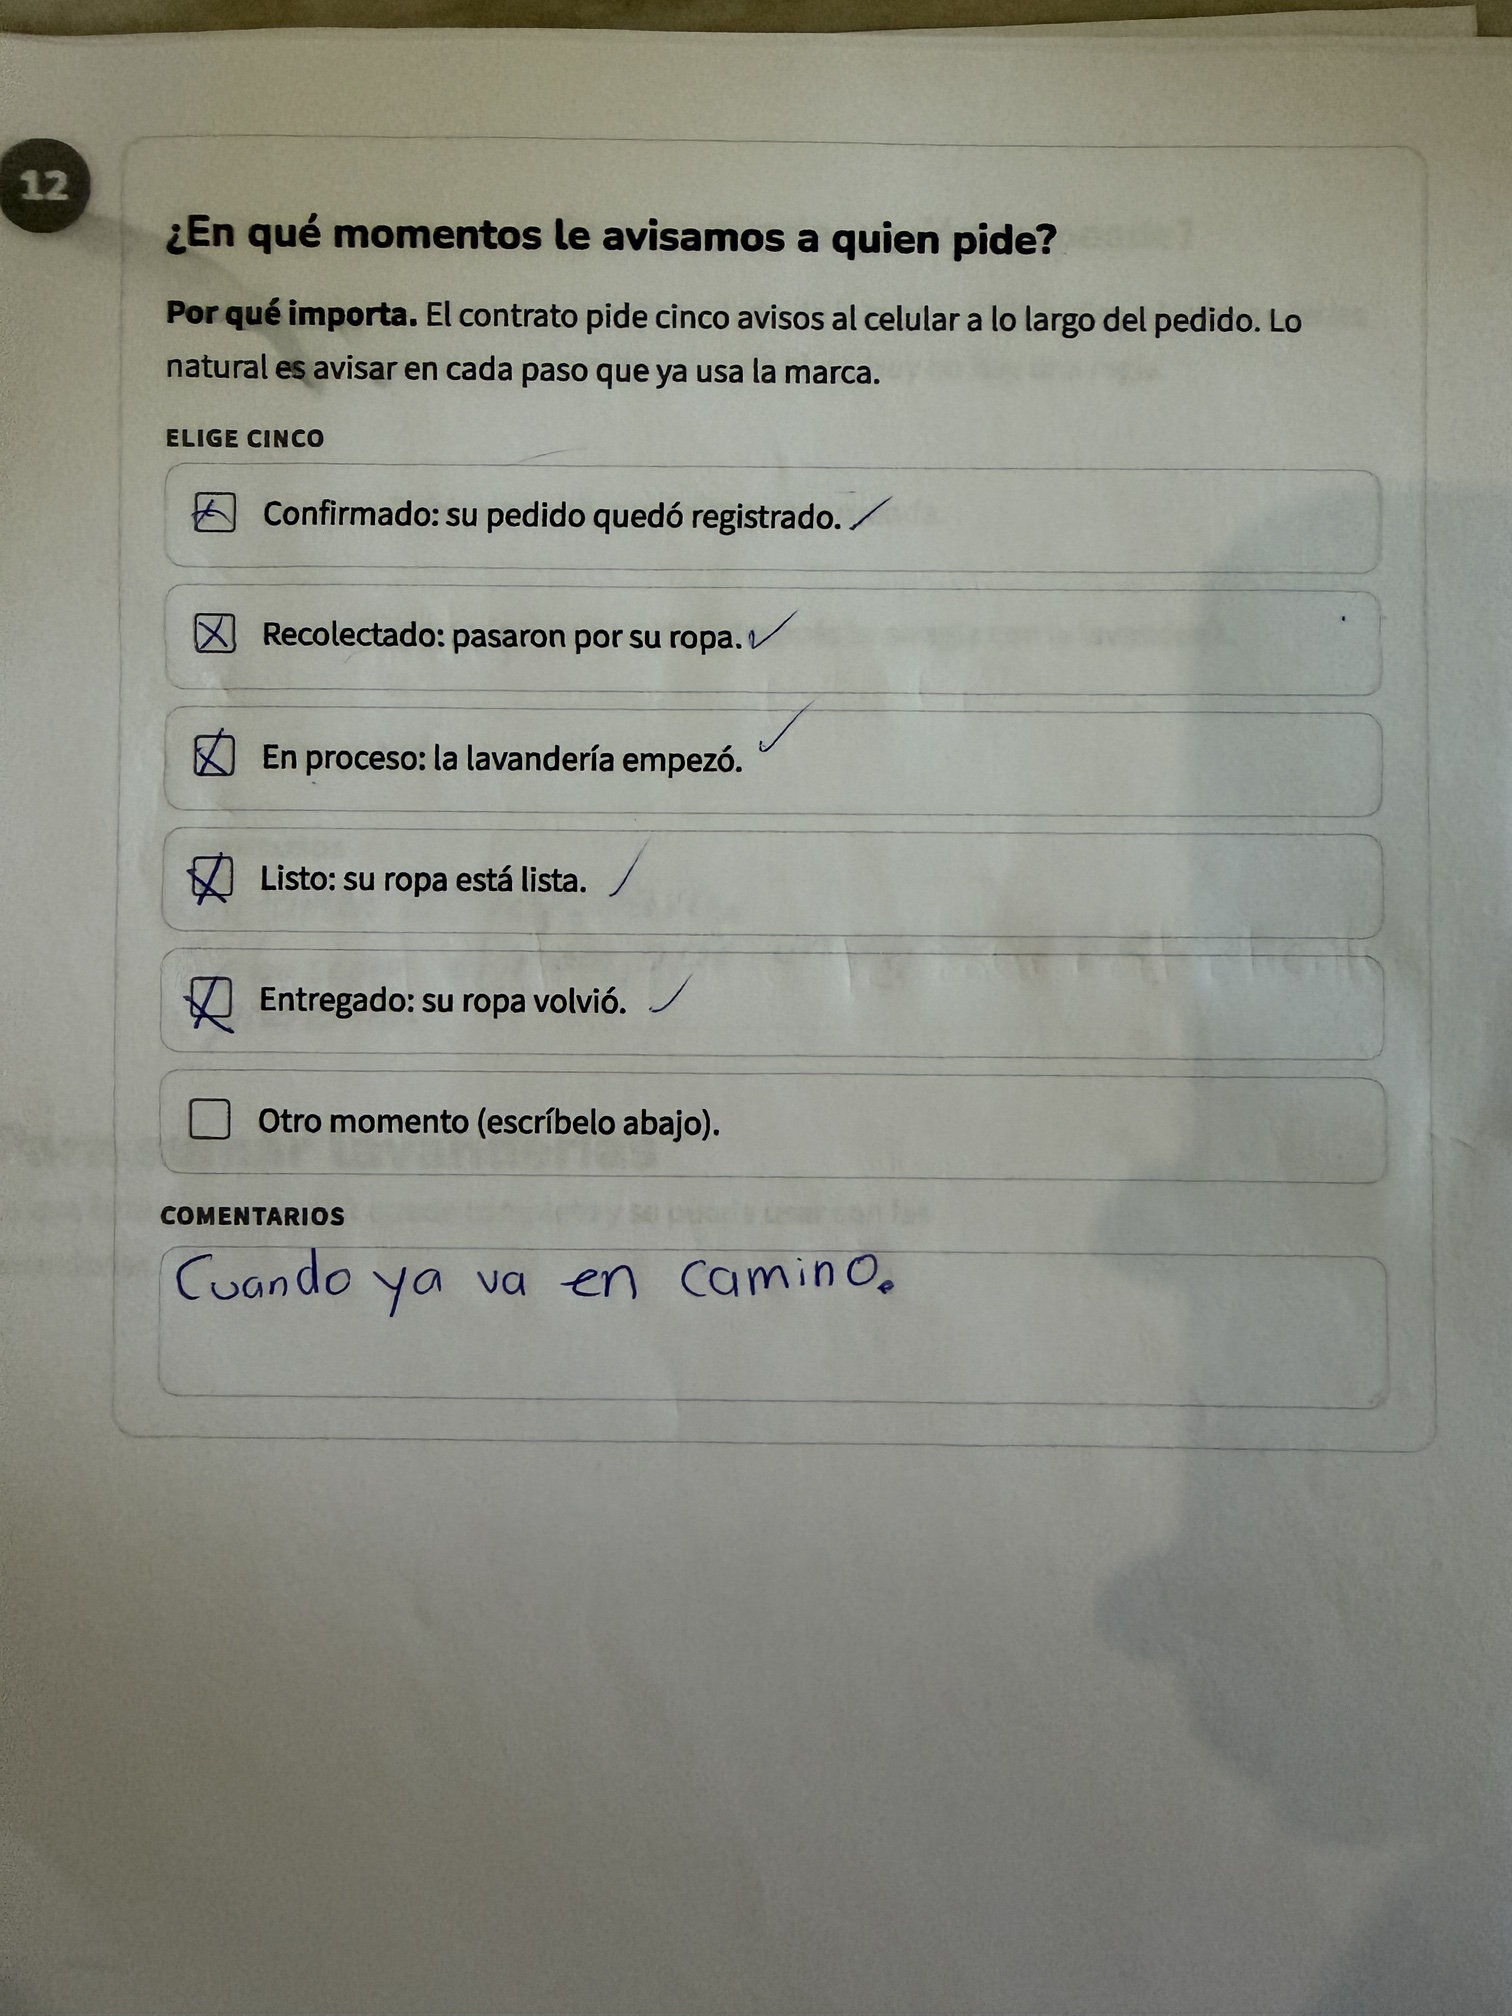 12
¿En qué momentos le avisamos a quien pide?
Por qué importa. El contrato pide cinco avisos al celular a lo largo del pedido. Lo
natural es avisar en cada paso que ya usa la marca.
ELIGE CINCO
Confirmado: su pedido quedó registrado.
Recolectado: pasaron por su ropa.
En proceso: la lavandería empezó.
Listo: su ropa está lista.
Entregado: su ropa volvió.
Otro momento (escríbelo abajo).
COMENTARIOS
Cuando ya va en camino.